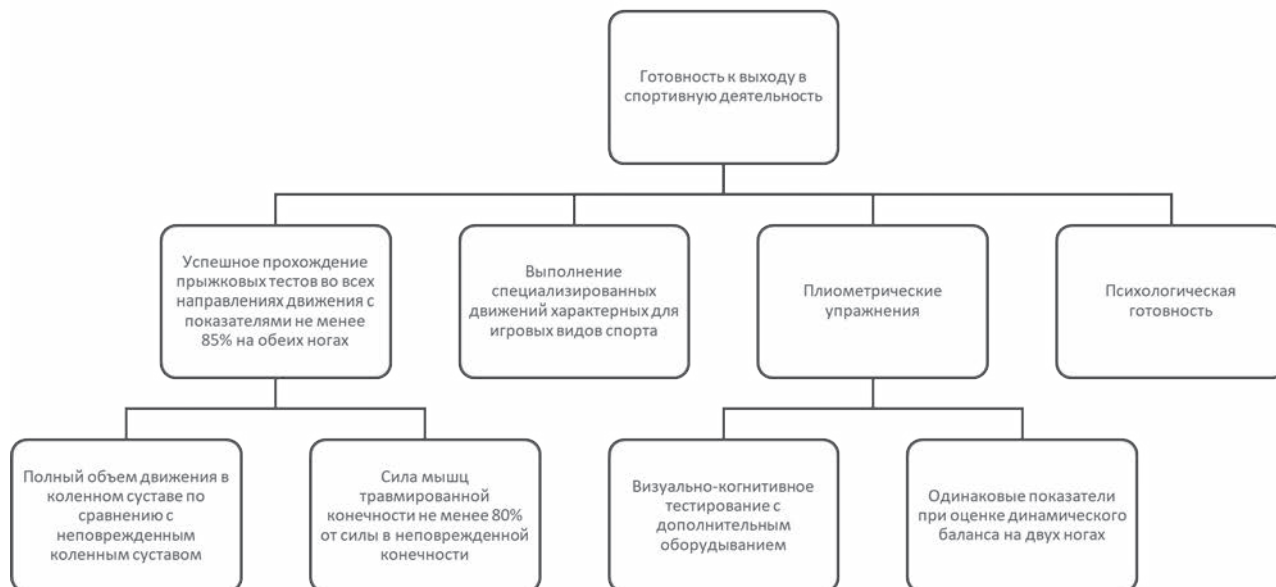 Готовность к выходу в
спортивную деятельность
Успешное прохождение
прыжковых тестов во всех
направлениях движения с
показателями не менее
85% на обеих ногах
Выполнение
специализированных
движений характерных для
игровых видов спорта
Плиометрические
упражнения
Психологическая
готовность
Полный объем движения в
коленном суставе по
сравнению с
неповрежденным
коленным суставом
Сила мышц
травмированной
конечности не менее 80%
от силы в неповрежденной
конечности
Визуально-когнитивное
тестирование с
дополнительным
оборудыванием
Одинаковые показатели
при оценке динамического
баланса на двух ногах